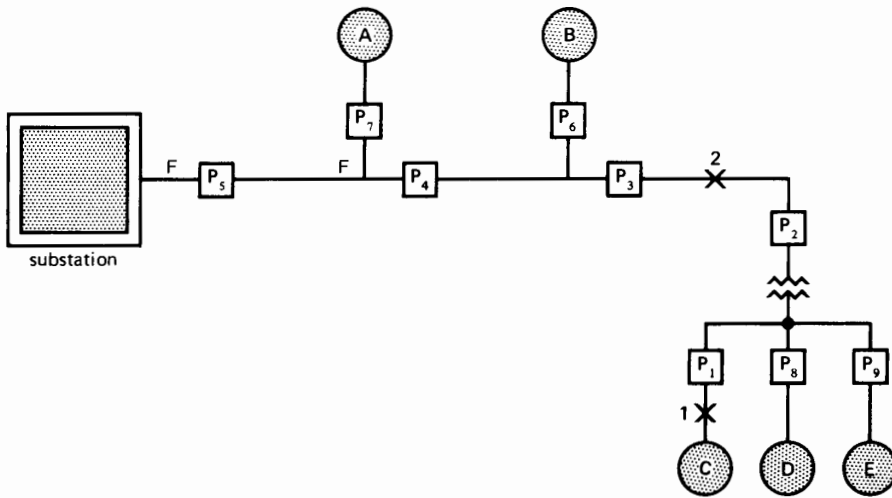 A
B
P₇
P₆
F
P₅
F
P₄
P₃
2
P₂
substation
P₁
P₈
P₉
1
C
D
E